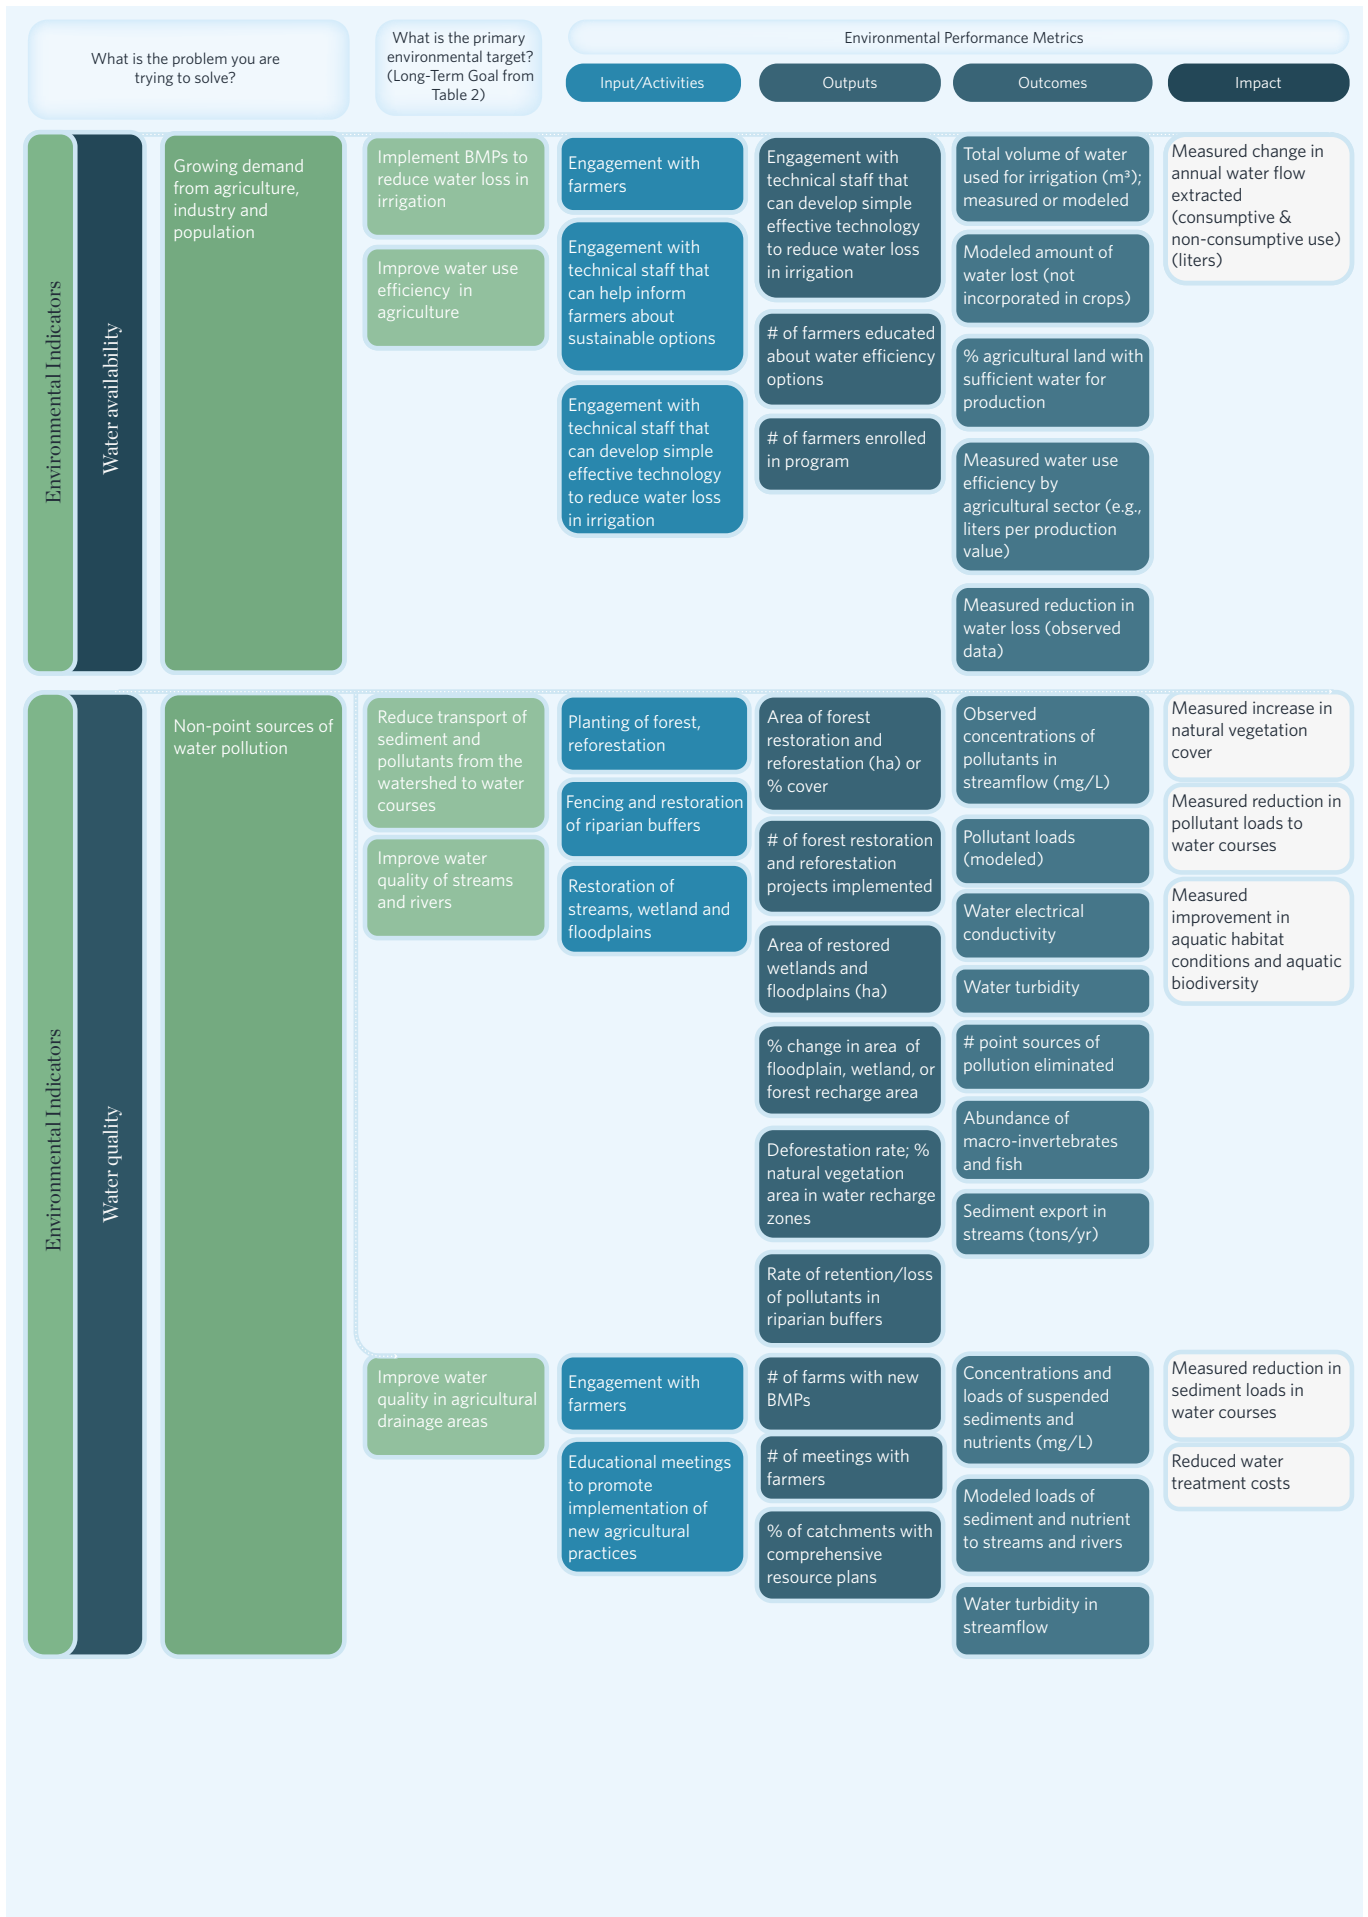 What is the problem you are
trying to solve?
What is the primary
environmental target?
(Long-Term Goal from
Table 2)
Environmental Performance Metrics
Input/Activities
Outputs
Outcomes
Impact
Environmental Indicators
Water availability
Growing demand
from agriculture,
industry and
population
Implement BMPs to
reduce water loss in
irrigation
Improve water use
efficiency in
agriculture
Engagement with
farmers
Engagement with
technical staff that
can help inform
farmers about
sustainable options
Engagement with
technical staff that
can develop simple
effective technology
to reduce water loss
in irrigation
Engagement with
technical staff that
can develop simple
effective technology
to reduce water loss
in irrigation
# of farmers educated
about water efficiency
options
# of farmers enrolled
in program
Total volume of water
used for irrigation (m³);
measured or modeled
Modeled amount of
water lost (not
incorporated in crops)
% agricultural land with
sufficient water for
production
Measured water use
efficiency by
agricultural sector (e.g.,
liters per production
value)
Measured reduction in
water loss (observed
data)
Measured change in
annual water flow
extracted
(consumptive &
non-consumptive use)
(liters)
Environmental Indicators
Water quality
Non-point sources of
water pollution
Reduce transport of
sediment and
pollutants from the
watershed to water
courses
Improve water
quality of streams
and rivers
Planting of forest,
reforestation
Fencing and restoration
of riparian buffers
Restoration of
streams, wetland and
floodplains
Area of forest
restoration and
reforestation (ha) or
% cover
# of forest restoration
and reforestation
projects implemented
Area of restored
wetlands and
floodplains (ha)
% change in area of
floodplain, wetland, or
forest recharge area
Deforestation rate; %
natural vegetation
area in water recharge
zones
Rate of retention/loss
of pollutants in
riparian buffers
Observed
concentrations of
pollutants in
streamflow (mg/L)
Pollutant loads
(modeled)
Water electrical
conductivity
Water turbidity
# point sources of
pollution eliminated
Abundance of
macro-invertebrates
and fish
Sediment export in
streams (tons/yr)
Measured increase in
natural vegetation
cover
Measured reduction in
pollutant loads to
water courses
Measured
improvement in
aquatic habitat
conditions and aquatic
biodiversity
Improve water
quality in agricultural
drainage areas
Engagement with
farmers
Educational meetings
to promote
implementation of
new agricultural
practices
# of farms with new
BMPs
# of meetings with
farmers
% of catchments with
comprehensive
resource plans
Concentrations and
loads of suspended
sediments and
nutrients (mg/L)
Modeled loads of
sediment and nutrient
to streams and rivers
Water turbidity in
streamflow
Measured reduction in
sediment loads in
water courses
Reduced water
treatment costs